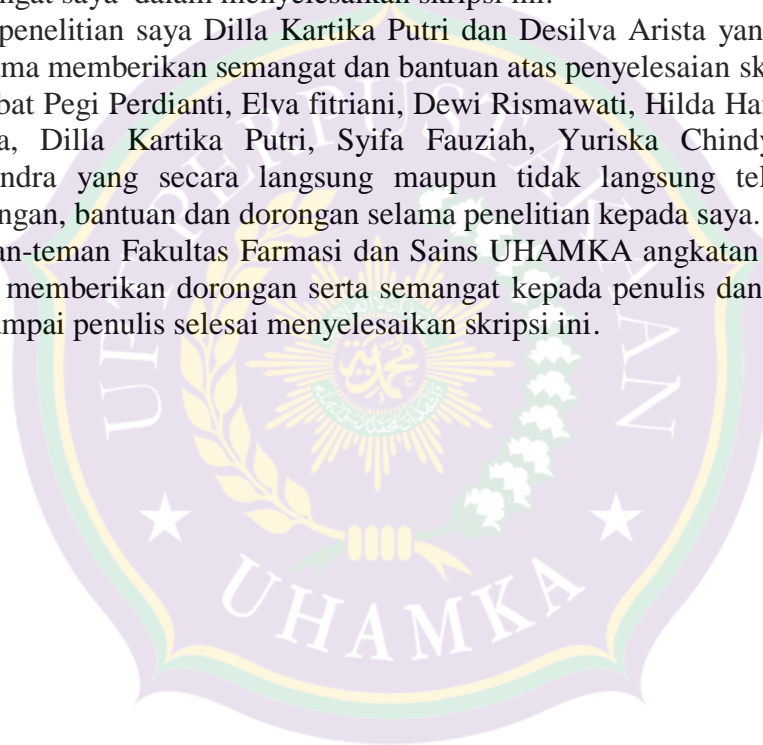 ngat saya dalam menyelesaikan skripsi ini.
penelitian saya Dilla Kartika Putri dan Desilva Arista yan
ma memberikan semangat dan bantuan atas penyelesaian sk
bat Pegi Perdianti, Elva fitriani, Dewi Rismawati, Hilda Ha
a, Dilla Kartika Putri, Syifa Fauziah, Yuriska Chindy
ndra yang secara langsung maupun tidak langsung tel
ngan, bantuan dan dorongan selama penelitian kepada saya.
an-teman Fakultas Farmasi dan Sains UHAMKA angkatan
memberikan dorongan serta semangat kepada penulis dan
mpai penulis selesai menyelesaikan skripsi ini.
UPT PERPUSTAKAAN
محمدية
UHAMKA